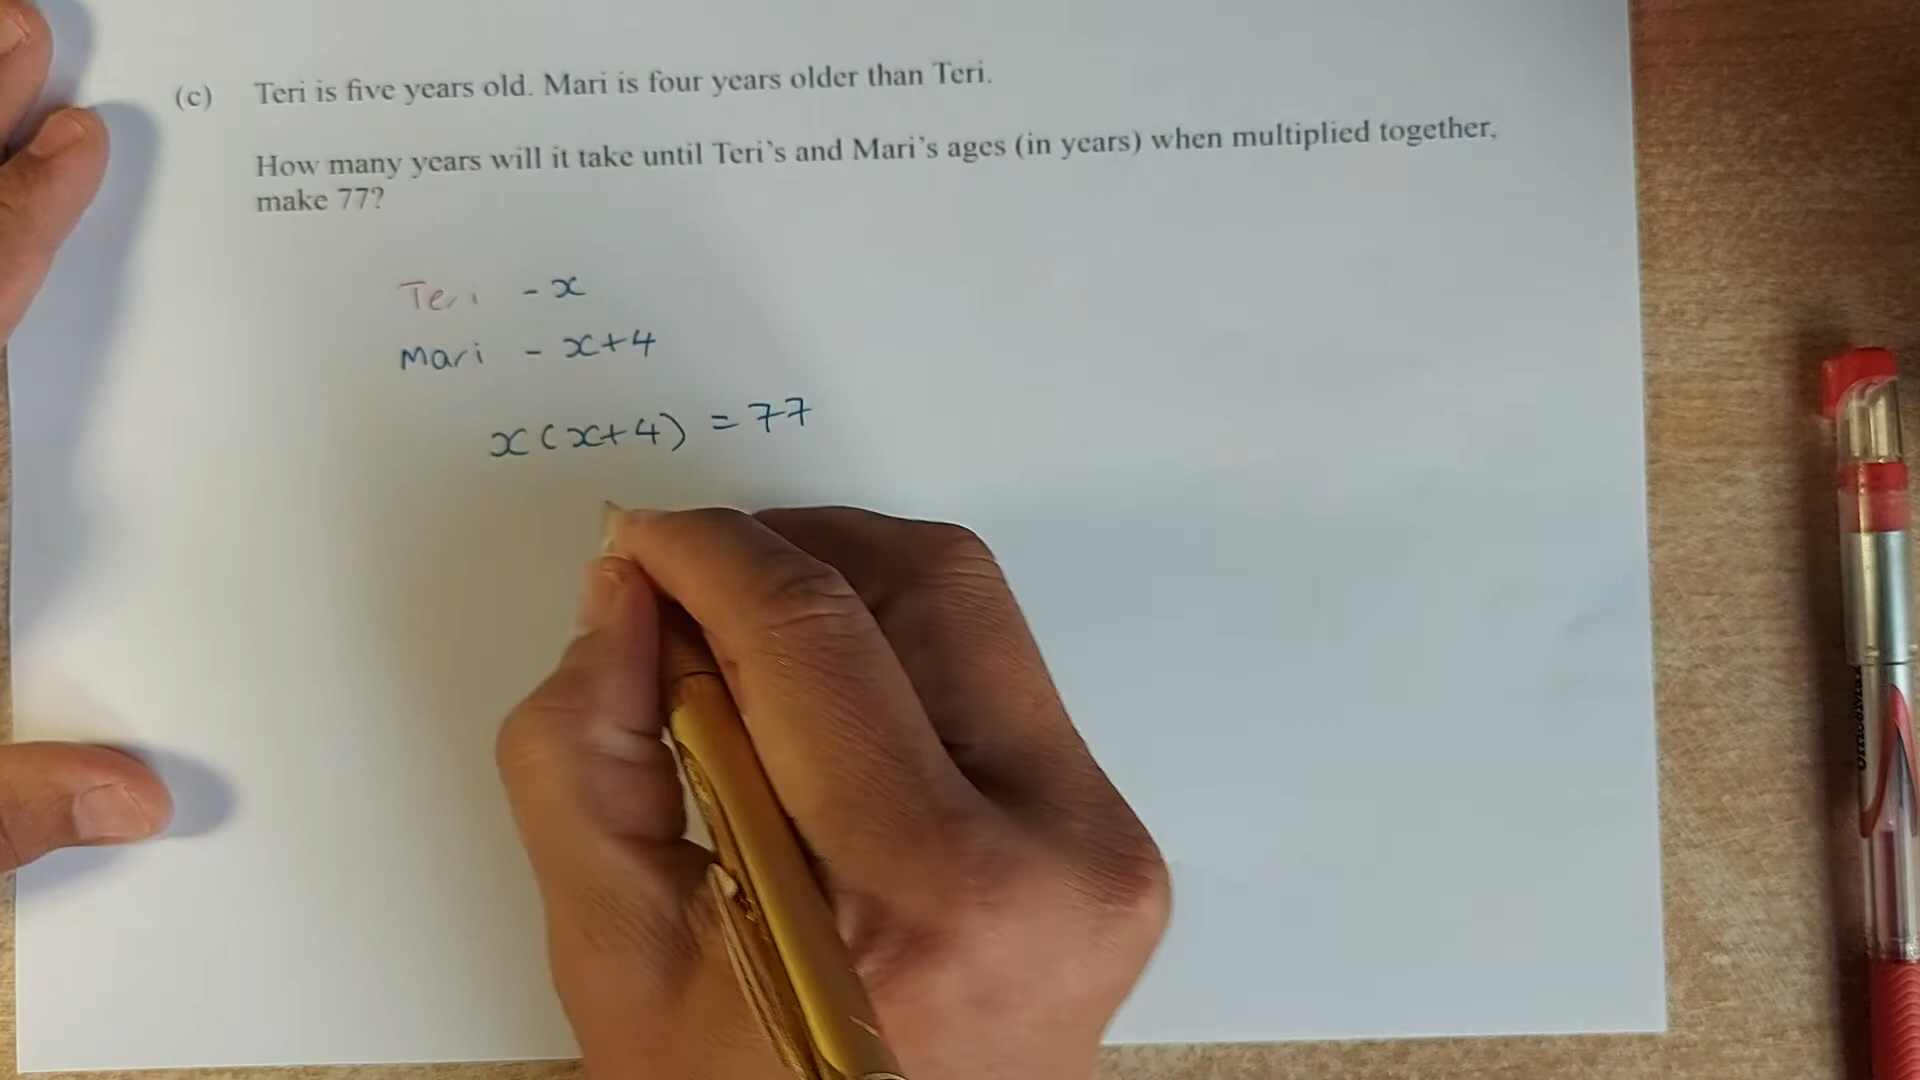 (c) Teri is five years old. Mari is four years older than Teri.
How many years will it take until Teri's and Mari's ages (in years) when multiplied together,
make 77?
Teri - x
Mari - x+4
x(x+4) = 77